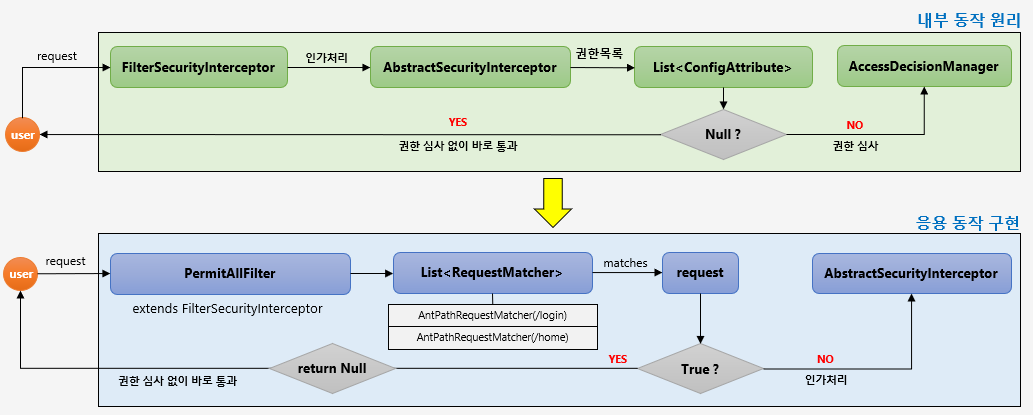 내부 동작 원리
request
FilterSecurityInterceptor
인가처리
AbstractSecurityInterceptor
권한목록
List<ConfigAttribute>
AccessDecisionManager
user
YES
권한 심사 없이 바로 통과
Null ?
NO
권한 심사
응용 동작 구현
user
request
PermitAllFilter
extends FilterSecurityInterceptor
List<RequestMatcher>
AntPathRequestMatcher(/login)
AntPathRequestMatcher(/home)
matches
request
AbstractSecurityInterceptor
권한 심사 없이 바로 통과
return Null
YES
True ?
NO
인가처리